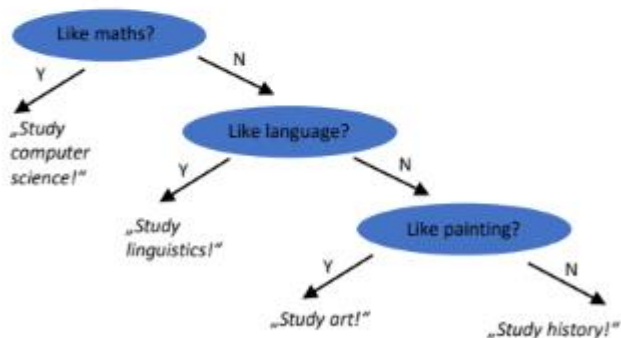 Like maths?
Y
N
„Study
computer
science!“
Like language?
Y
N
„Study
linguistics!“
Like painting?
Y
N
„Study art!“
„Study history!“